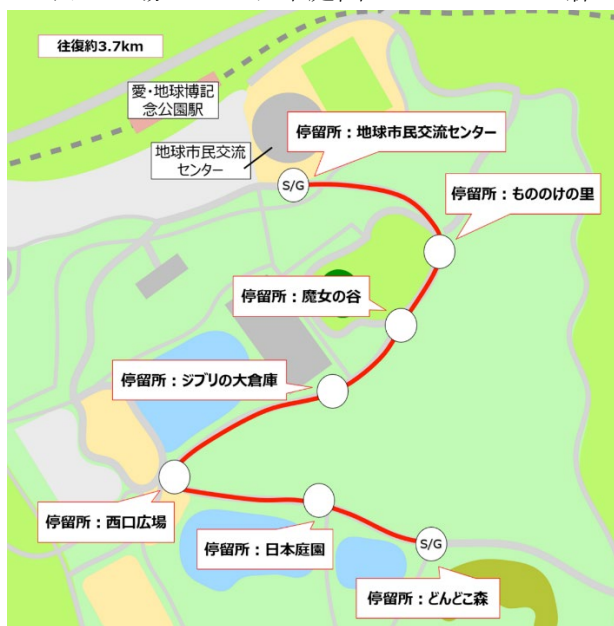 往復約3.7km
愛・地球博記
念公園駅
地球市民交流
センター
停留所：地球市民交流センター
S/G
停留所：もののけの里
停留所：魔女の谷
停留所：ジブリの大倉庫
停留所：西口広場
停留所：日本庭園
S/G
停留所：どんどこ森